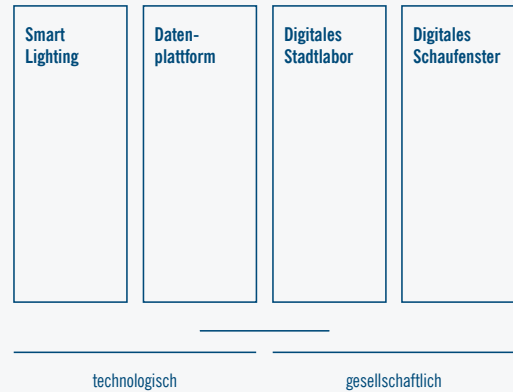 Smart
Lighting
Daten-
plattform
Digitales
Stadtlabor
Digitales
Schaufenster
technologisch
gesellschaftlich